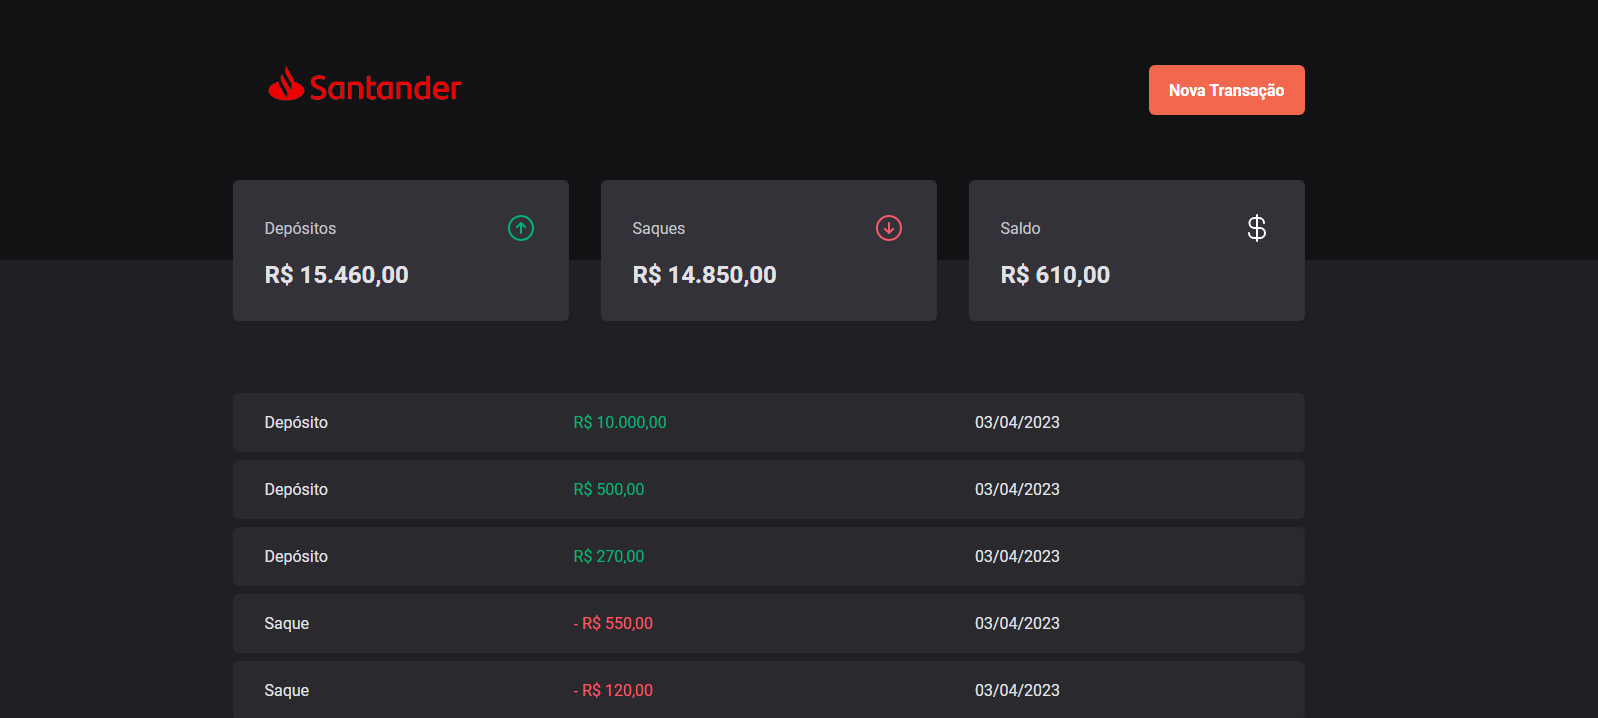 Santander
Nova Transação
Depósitos
R$ 15.460,00
Saques
R$ 14.850,00
Saldo
$
R$ 610,00
Depósito R$ 10.000,00 03/04/2023
Depósito R$ 500,00 03/04/2023
Depósito R$ 270,00 03/04/2023
Saque - R$ 550,00 03/04/2023
Saque - R$ 120,00 03/04/2023